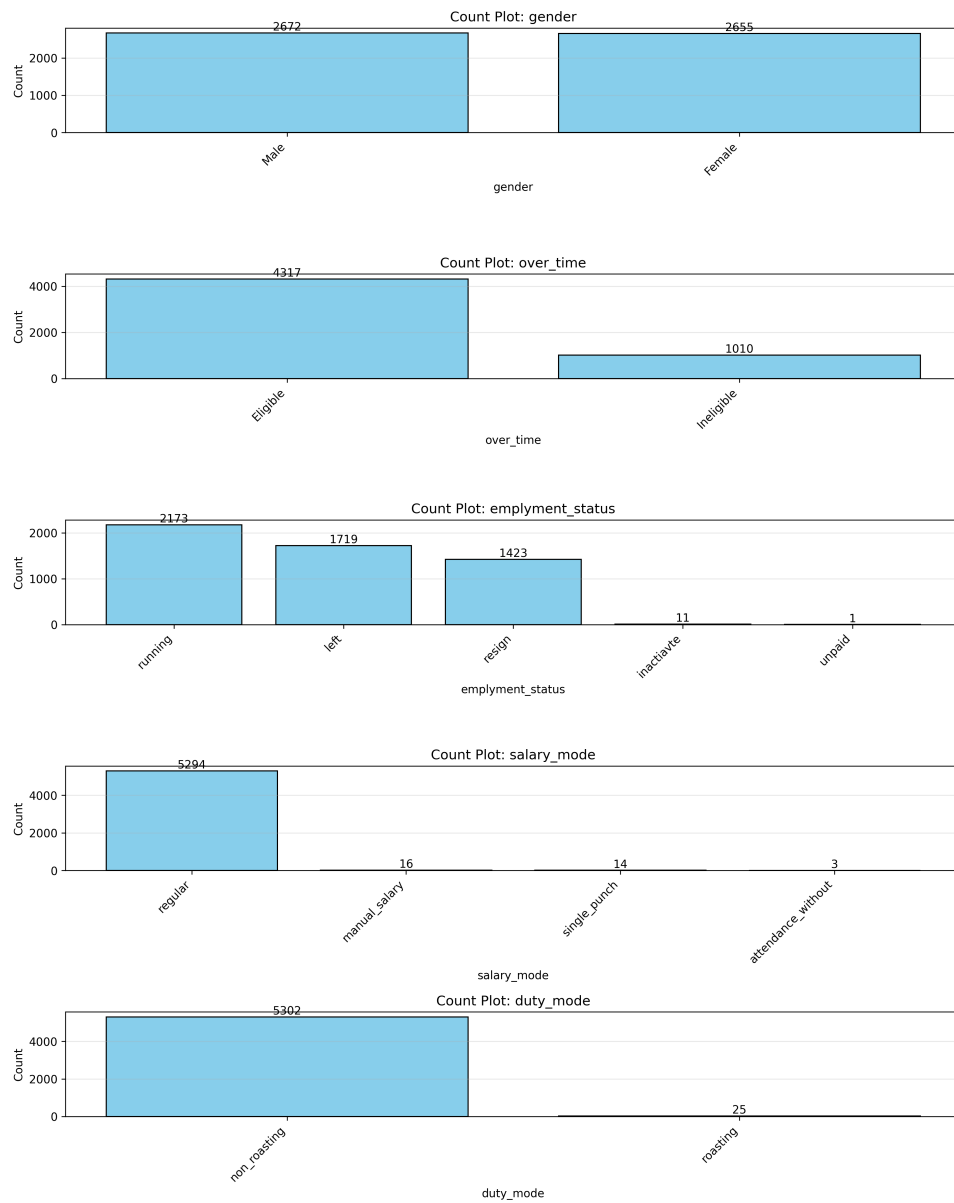 Count Plot: gender
2672 2655
2000
1000
0
Count
Male Female
gender
Count Plot: over_time
4317 1010
4000
2000
0
Count
Eligible Ineligible
over_time
Count Plot: emplyment_status
2173 1719 1423 11 1
2000
1000
0
Count
running left resign inactiavte unpaid
emplyment_status
Count Plot: salary_mode
5294 16 14 3
4000
2000
0
Count
regular manual_salary single_punch attendance_without
salary_mode
Count Plot: duty_mode
5302 25
4000
2000
0
Count
non_roasting roasting
duty_mode